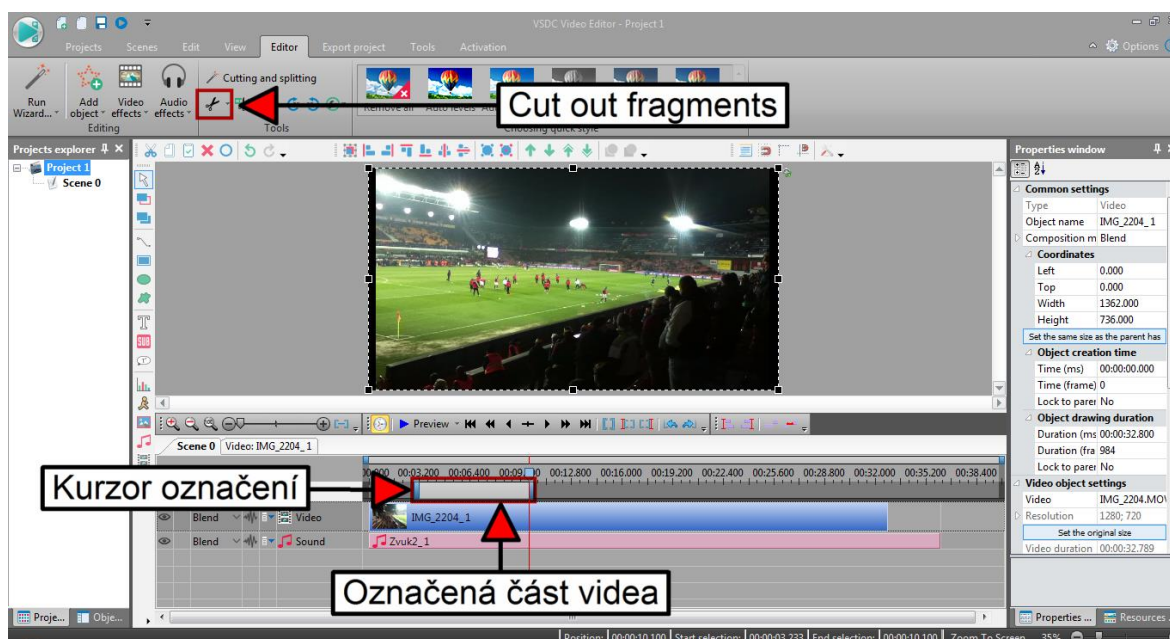 VSDC Video Editor - Project 1
Projects Scenes Edit View Editor Export project Tools Activation
Options
Run Wizard...
Add object
Video effects
Audio effects
Cutting and splitting
Editing
Tools
Remove all
Auto levels
Choosing quick style
Cut out fragments
Projects explorer
Project 1
Scene 0
Properties window
Common settings
Type Video
Object name IMG_2204_1
Composition m Blend
Coordinates
Left 0.000
Top 0.000
Width 1362.000
Height 736.000
Set the same size as the parent has
Object creation time
Time (ms) 00:00:00.000
Time (frame) 0
Lock to parer No
Object drawing duration
Duration (ms 00:00:32.800
Duration (fra 984
Lock to parer No
Video object settings
Video IMG_2204.MOV
Resolution 1280; 720
Set the original size
Video duration 00:00:32.789
Preview
Scene 0 Video: IMG_2204_1
00:03.200 00:06.400 00:12.800 00:16.000 00:19.200 00:22.400 00:25.600 00:28.800 00:32.000 00:35.200 00:38.400
Kurzor označení
Blend Video IMG_2204_1
Blend Sound Zvuk2_1
Označená část videa
Proje... Obje...
Properties ... Resources
Position: 00:00:10.100 Start selection: 00:00:03.233 End selection: 00:00:10.100 Zoom To Screen 35%